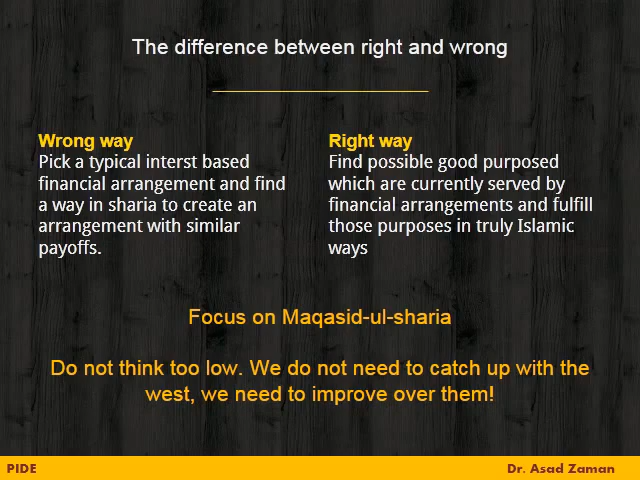 The difference between right and wrong
Wrong way
Pick a typical interst based
financial arrangement and find
a way in sharia to create an
arrangement with similar
payoffs.
Right way
Find possible good purposed
which are currently served by
financial arrangements and fulfill
those purposes in truly Islamic
ways
Focus on Maqasid-ul-sharia
Do not think too low. We do not need to catch up with the
west, we need to improve over them!
PIDE
Dr. Asad Zaman